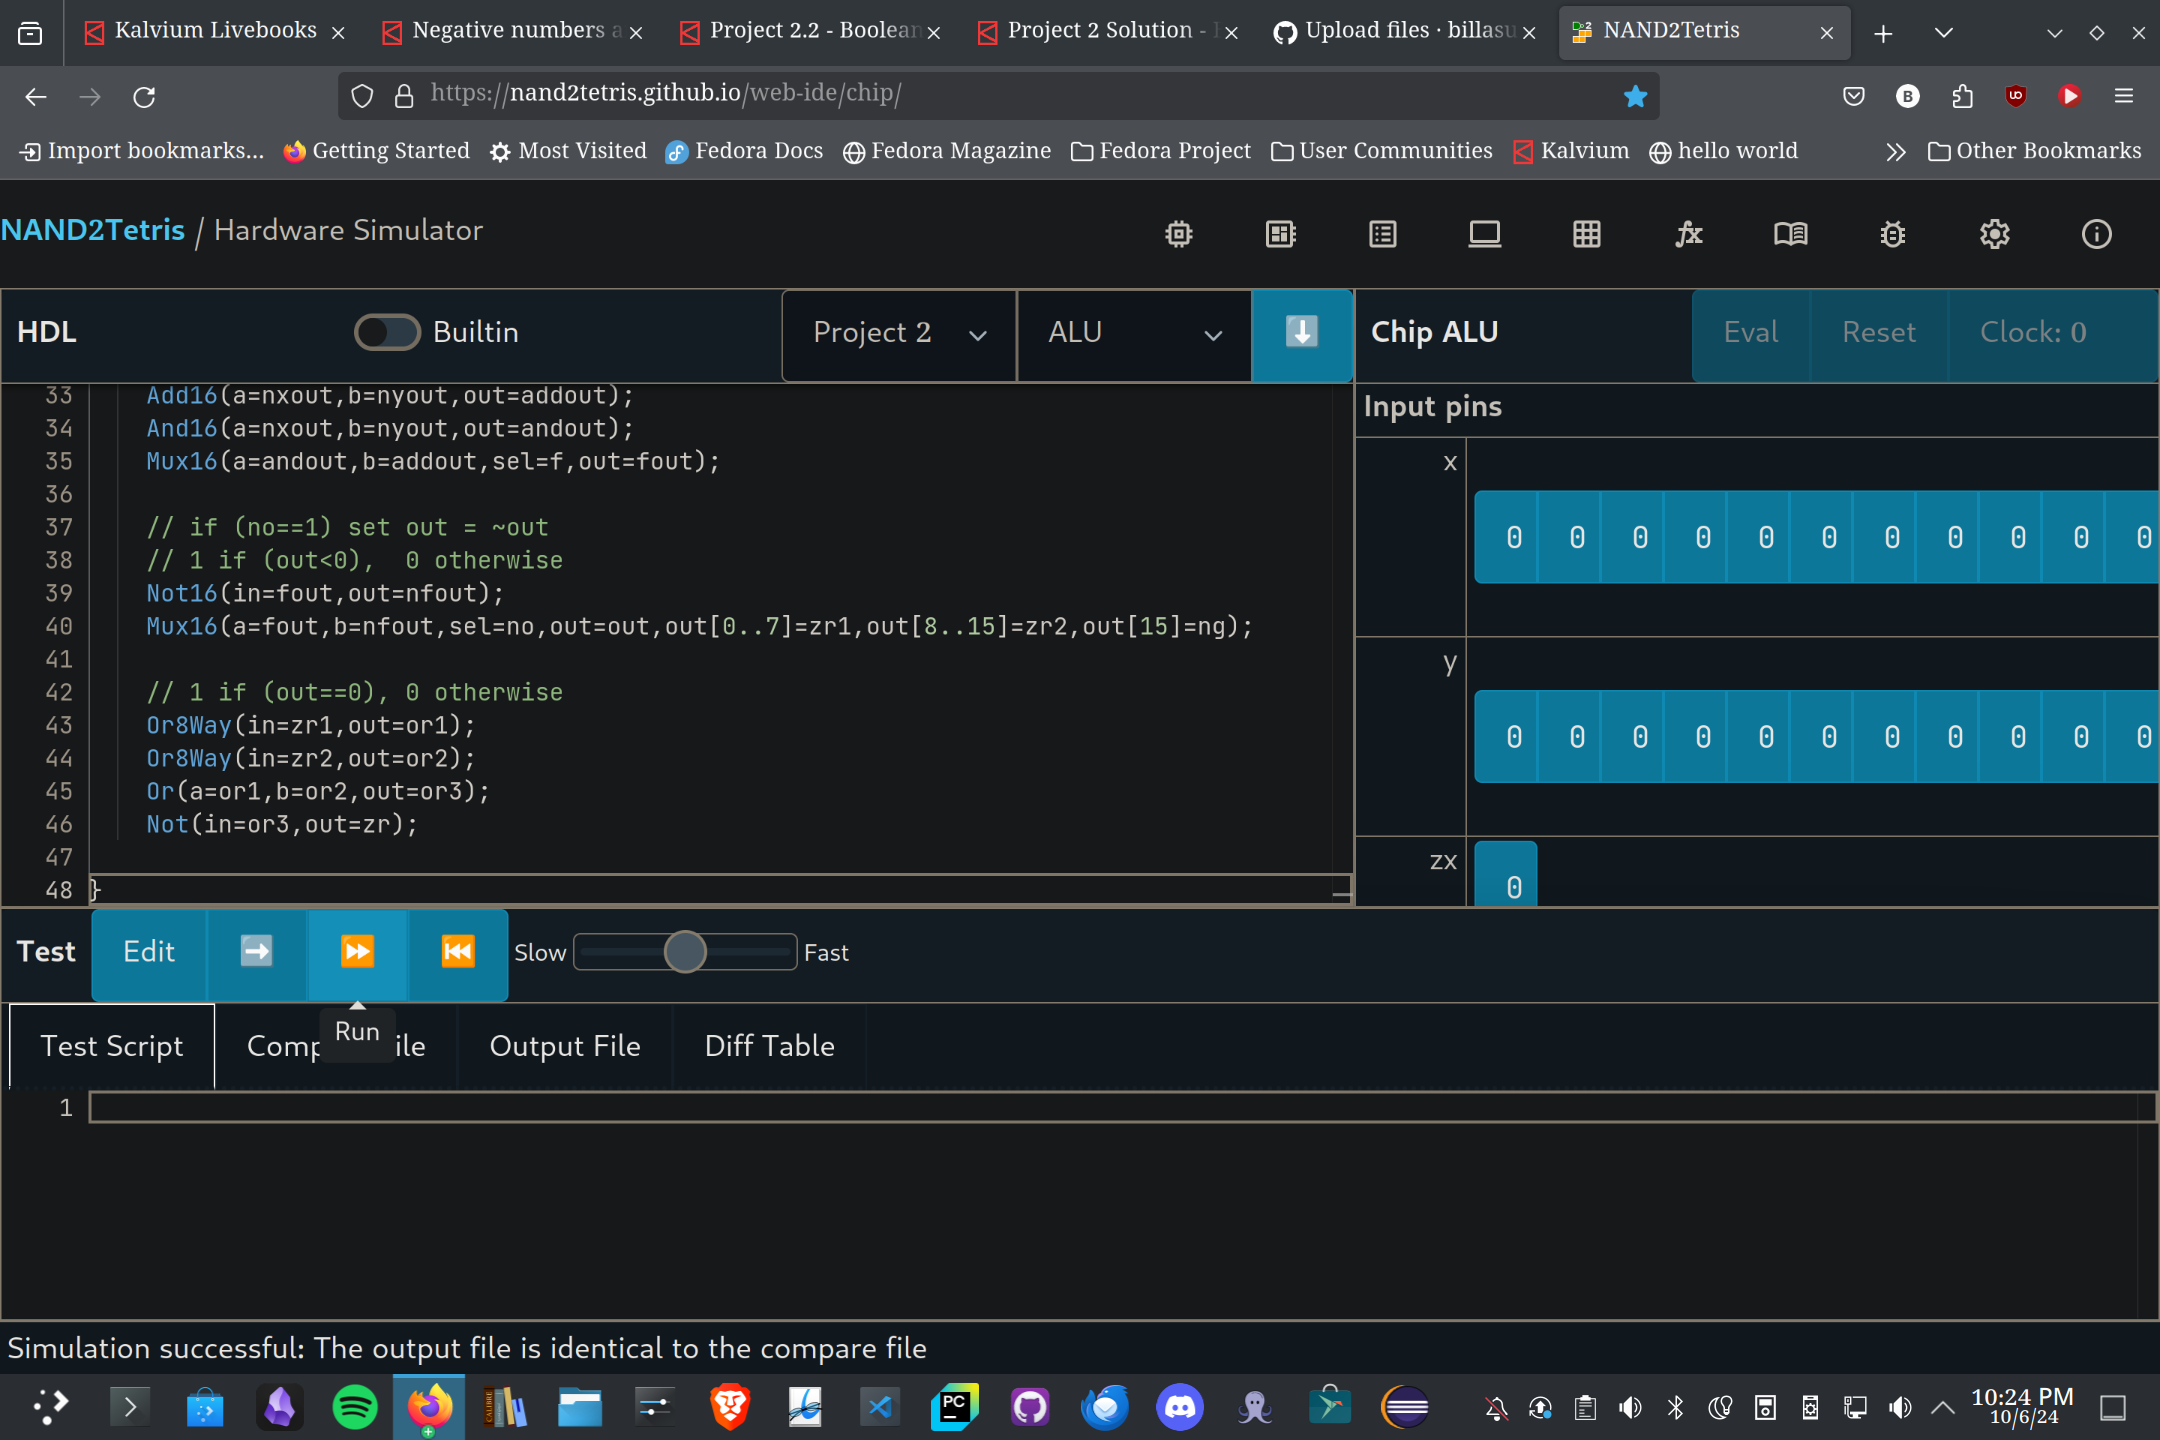 Kalvium Livebooks
Negative numbers a
Project 2.2 - Boolean
Project 2 Solution -
Upload files · billasu
NAND2Tetris
https://nand2tetris.github.io/web-ide/chip/
Import bookmarks...
Getting Started
Most Visited
Fedora Docs
Fedora Magazine
Fedora Project
User Communities
Kalvium
hello world
Other Bookmarks
NAND2Tetris / Hardware Simulator
HDL
Builtin
Project 2
ALU
Chip ALU
Eval
Reset
Clock: 0
33 Add16(a=nxout,b=nyout,out=addout);
34 And16(a=nxout,b=nyout,out=andout);
35 Mux16(a=andout,b=addout,sel=f,out=fout);
36
37 // if (no==1) set out = ~out
38 // 1 if (out<0),  0 otherwise
39 Not16(in=fout,out=nfout);
40 Mux16(a=fout,b=nfout,sel=no,out=out,out[0..7]=zr1,out[8..15]=zr2,out[15]=ng);
41
42 // 1 if (out==0), 0 otherwise
43 Or8Way(in=zr1,out=or1);
44 Or8Way(in=zr2,out=or2);
45 Or(a=or1,b=or2,out=or3);
46 Not(in=or3,out=zr);
47
48 }
Input pins
x
0 0 0 0 0 0 0 0 0 0 0
y
0 0 0 0 0 0 0 0 0 0 0
zx
0
Test
Edit
Slow
Fast
Run
Test Script
Comp ile
Output File
Diff Table
1
Simulation successful: The output file is identical to the compare file
10:24 PM
10/6/24